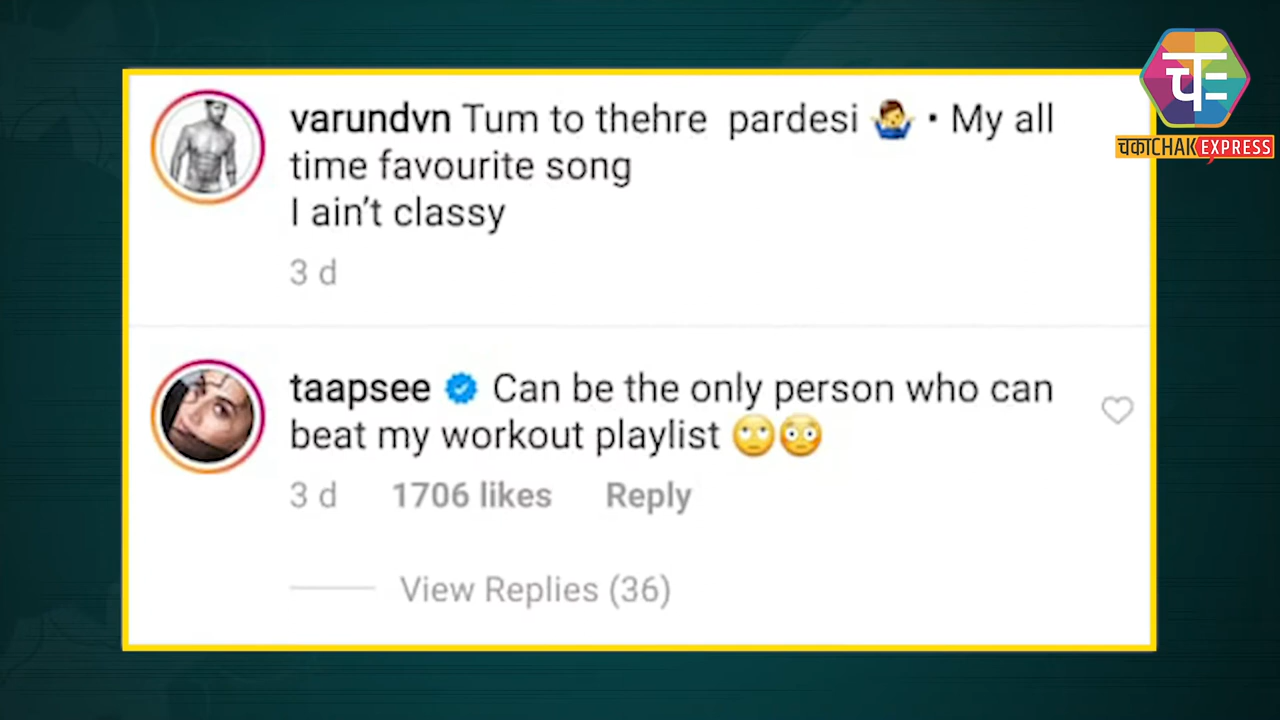 varundvn Tum to thehre pardesi 🤷‍♂️ • My all
time favourite song
I ain't classy
3 d
taapsee Can be the only person who can
beat my workout playlist 🙄😳
3 d 1706 likes Reply
View Replies (36)
चकाCHAK EXPRESS